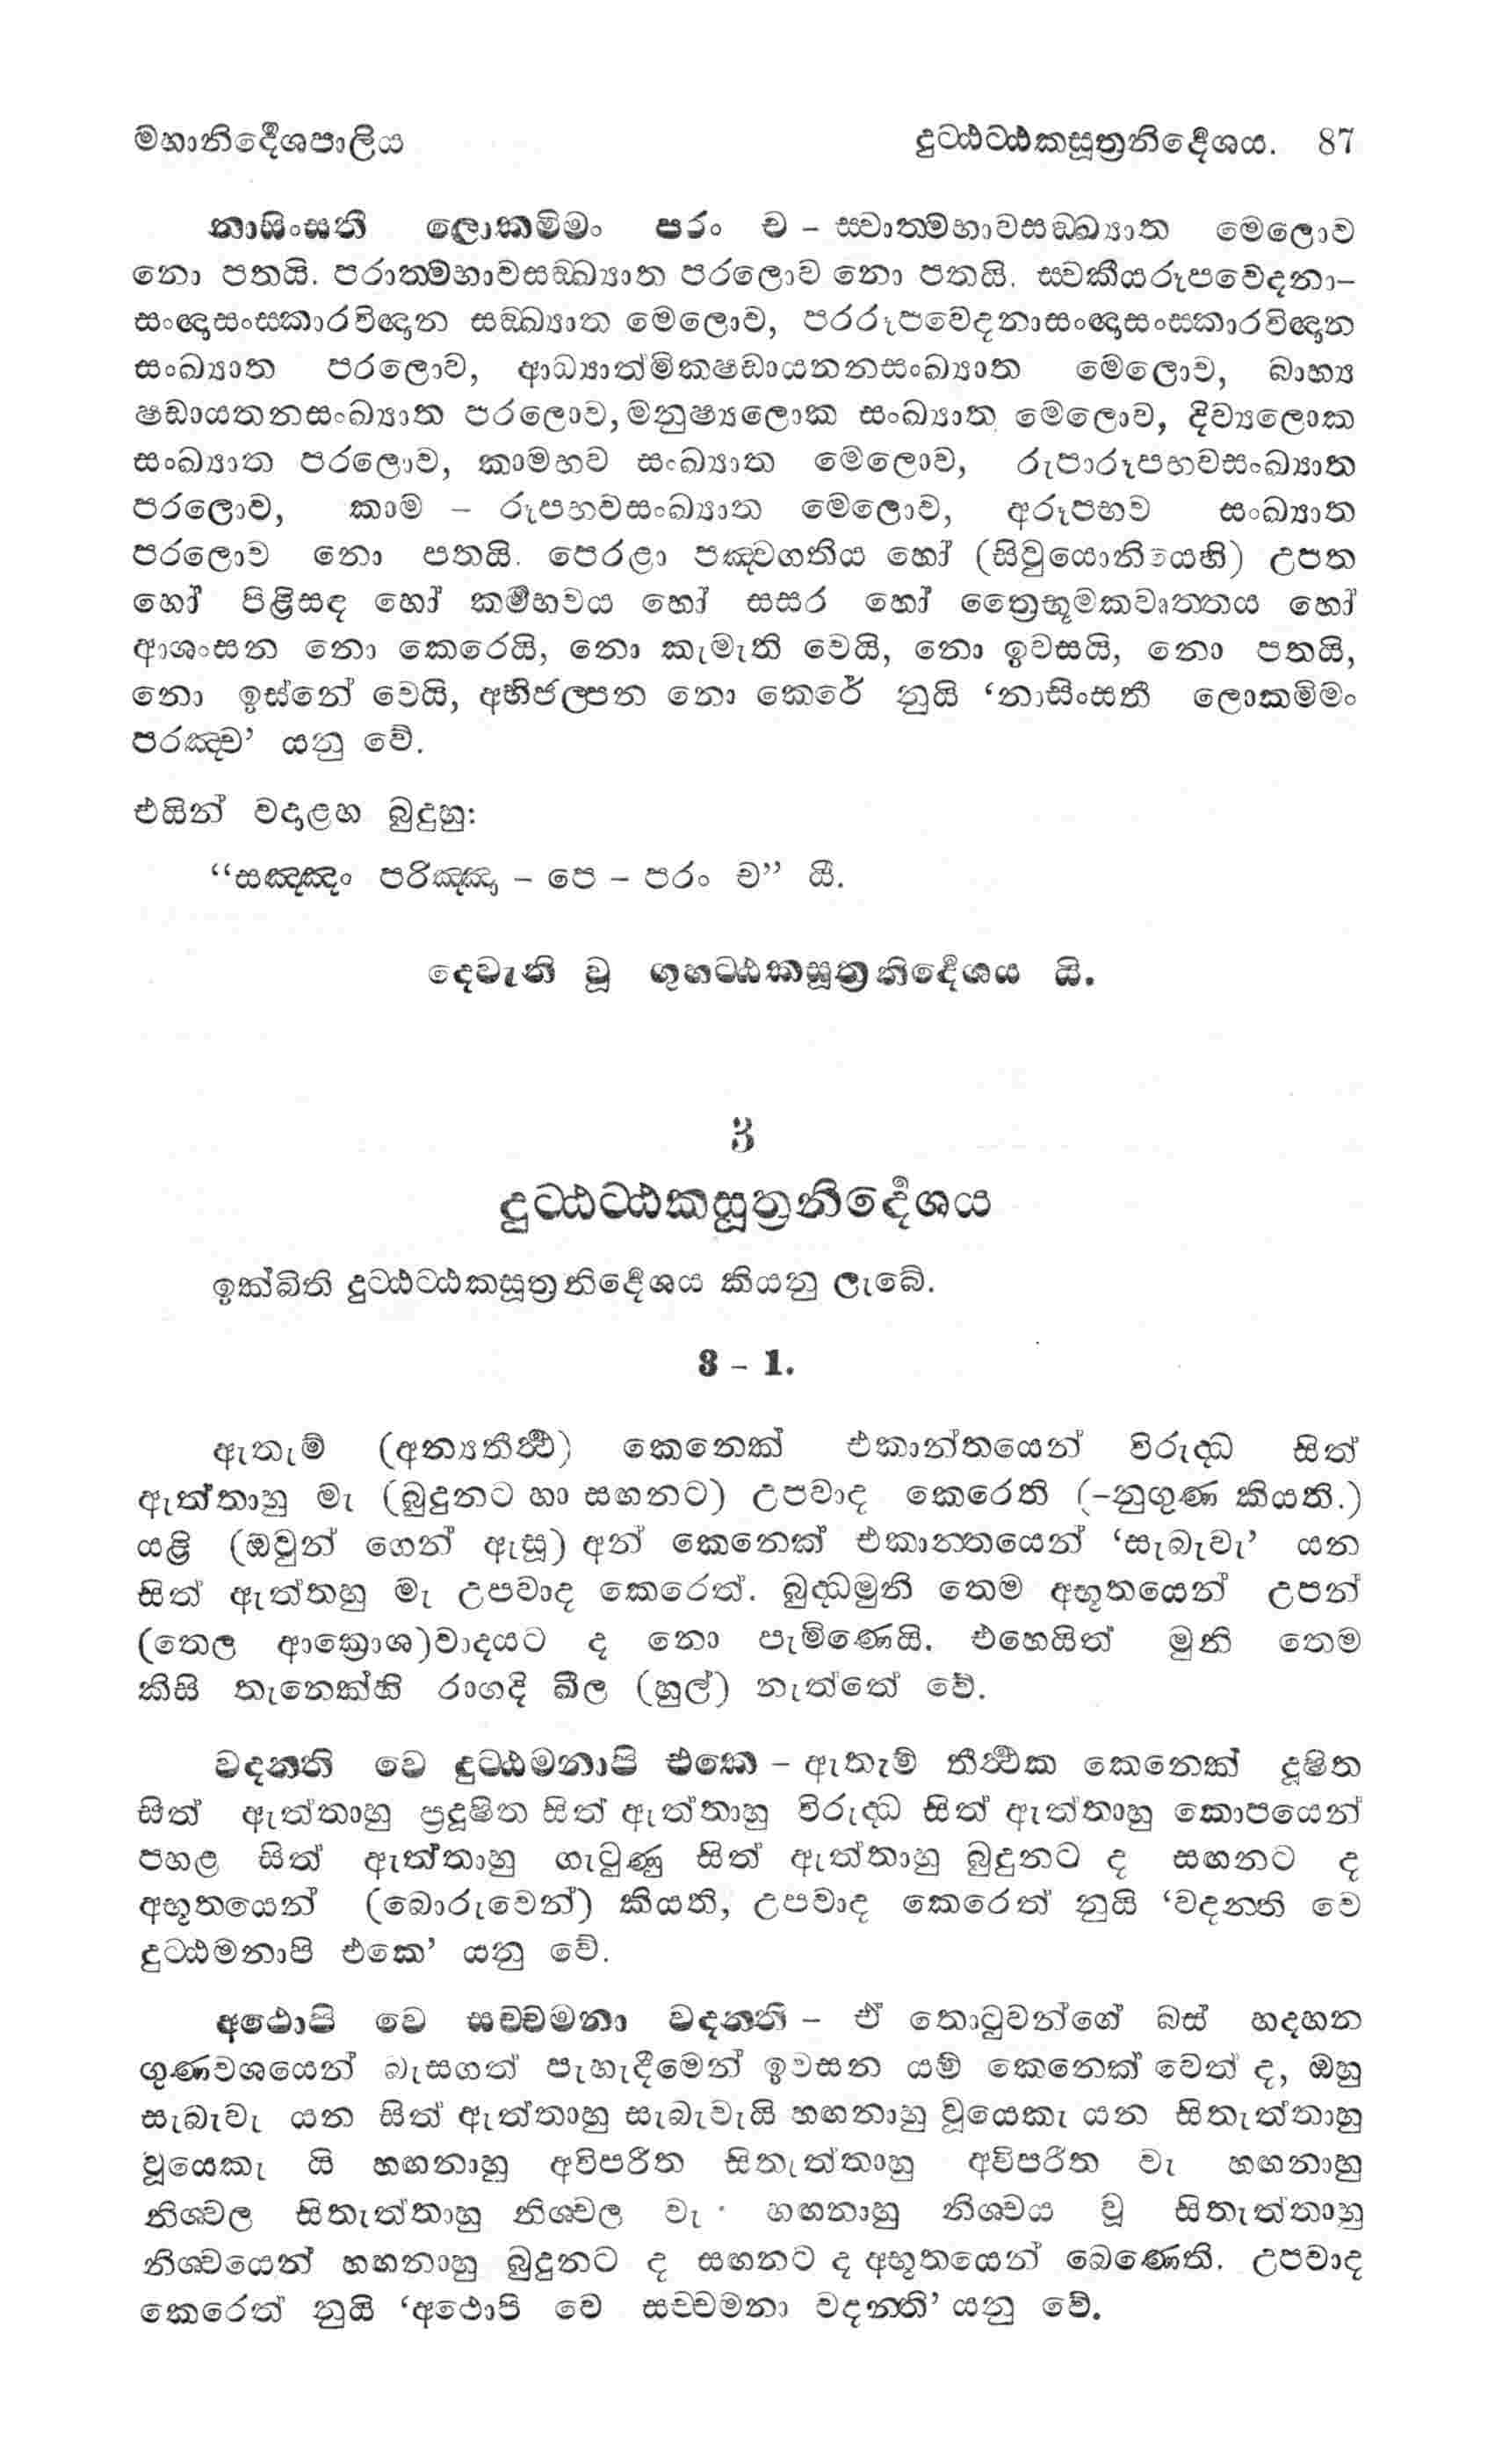 මහානිර්‍දේශපාලිය දුට්ඨට්ඨකසූත්‍රනිර්‍දේශය. 87
නාසිංසතී ලොකමිමං පරං ච – ස්වාත්මභාවසඞ්ඛ්‍යාත මෙලොව
නො පතයි. පරාත්මභාවසඞ්ඛ්‍යාත පරලොව නො පතයි. ස්වකීයරූපවෙදනා–
සංඥාසංස්කාරවිඥාන සඞ්ඛ්‍යාත මෙලොව, පරරූපවෙදනාසංඥාසංස්කාරවිඥාන
සංඛ්‍යාත පරලොව, ආධ්‍යාත්මිකෂඩායතනසංඛ්‍යාත මෙලොව, බාහ්‍ය
ෂඩායතනසංඛ්‍යාත පරලොව, මනුෂ්‍යලොක සංඛ්‍යාත මෙලොව, දිව්‍යලොක
සංඛ්‍යාත පරලොව, කාමභව සංඛ්‍යාත මෙලොව, රූපාරූපභවසංඛ්‍යාත
පරලොව, කාම – රූපභවසංඛ්‍යාත මෙලොව, අරූපභව සංඛ්‍යාත
පරලොව නො පතයි. පෙරළා පඤ්චගතිය හෝ (සිවුයොනියෙහි) උපත
හෝ පිළිසඳ හෝ කර්‍මභවය හෝ සසර හෝ ත්‍රෛභූමකවෘත්තය හෝ
ආශංසන නො කෙරෙයි, නො කැමැති වෙයි, නො ඉවසයි, නො පතයි,
නො ඉස්නේ වෙයි, අභිජල්පන නො කෙරේ නුයි ‘නාසිංසතී ලොකමිමං
පරඤ්ච’ යනු වේ.
එයින් වදාළහ බුදුහු:
“සඤ්ඤං පරිඤ්ඤා – පෙ – පරං ච” යී.
දෙවැනි වූ ගුහට්ඨකසූත්‍රනිර්‍දේශය යි.
3
දුට්ඨට්ඨකසූත්‍රනිර්‍දේශය
ඉක්බිති දුට්ඨට්ඨකසූත්‍රනිර්‍දේශය කියනු ලැබේ.
3 – 1.
ඇතැම් (අන්‍යතීර්‍ත්‍ථ) කෙනෙක් එකාන්තයෙන් විරුද්ධ සිත්
ඇත්තාහු මැ (බුදුනට හා සඟනට) උපවාද කෙරෙති (–නුගුණ කියති.)
යළි (ඔවුන් ගෙන් ඇසූ) අන් කෙනෙක් එකාන්තයෙන් ‘සැබැවැ’ යන
සිත් ඇත්තහු මැ උපවාද කෙරෙත්. බුද්ධමුනි තෙම අභූතයෙන් උපන්
(තෙල ආක්‍රොශ)වාදයට ද නො පැමිණෙයි. එහෙයින් මුනි තෙම
කිසි තැනෙක්හි රාගාදි ඛීල (හුල්) නැත්තේ වේ.
වදන්ති වෙ දුට්ඨමනාපි එකෙ – ඇතැම් තීර්‍ත්‍ථක කෙනෙක් දූෂිත
සිත් ඇත්තාහු ප්‍රදූෂිත සිත් ඇත්තාහු විරුද්ධ සිත් ඇත්තාහු කොපයෙන්
පහළ සිත් ඇත්තාහු ගැටුණු සිත් ඇත්තාහු බුදුනට ද සඟනට ද
අභූතයෙන් (බොරුවෙන්) කියති, උපවාද කෙරෙත් නුයි ‘වදන්ති වෙ
දුට්ඨමනාපි එකෙ’ යනු වේ.
අථොපි වෙ සච්චමනා වදන්ති – ඒ තොටුවන්ගේ බස් හදහන
ගුණවශයෙන් බැසගත් පැහැදීමෙන් ඉවසන යම් කෙනෙක් වෙත් ද, ඔහු
සැබැවැ යන සිත් ඇත්තාහු සැබැවැයි හඟනාහු වූයෙකැ යන සිතැත්තාහු
වූයෙකැ යි හඟනාහු අවිපරීත සිතැත්තාහු අවිපරීත වැ හඟනාහු
නිශ්චල සිතැත්තාහු නිශ්චල වැ හඟනාහු නිශ්චය වූ සිතැත්තාහු
නිශ්චයෙන් හඟනාහු බුදුනට ද සඟනට ද අභූතයෙන් බෙණෙති. උපවාද
කෙරෙත් නුයි ‘අථොපි වෙ සච්චමනා වදන්ති’ යනු වේ.